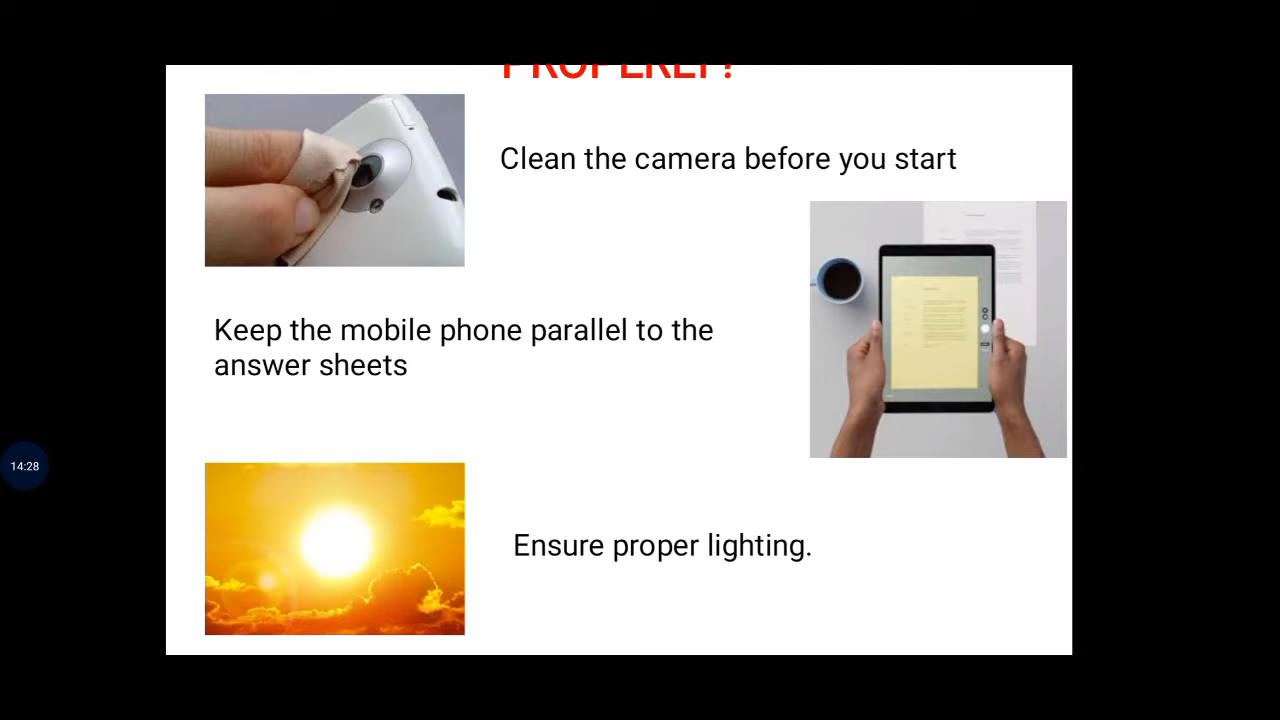 PROPERLY?
Clean the camera before you start
Keep the mobile phone parallel to the
answer sheets
Ensure proper lighting.
14:28